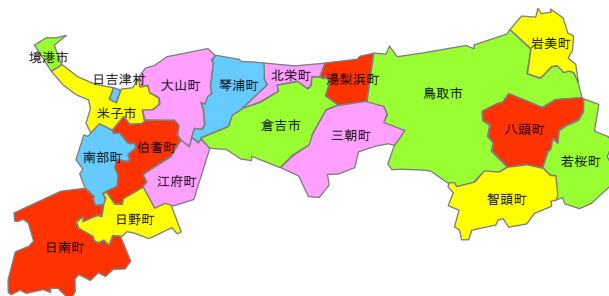 岩美町
境港市
日吉津村
大山町
琴浦町
北栄町
湯梨浜町
鳥取市
米子市
倉吉市
三朝町
八頭町
南部町
伯耆町
若桜町
江府町
智頭町
日野町
日南町